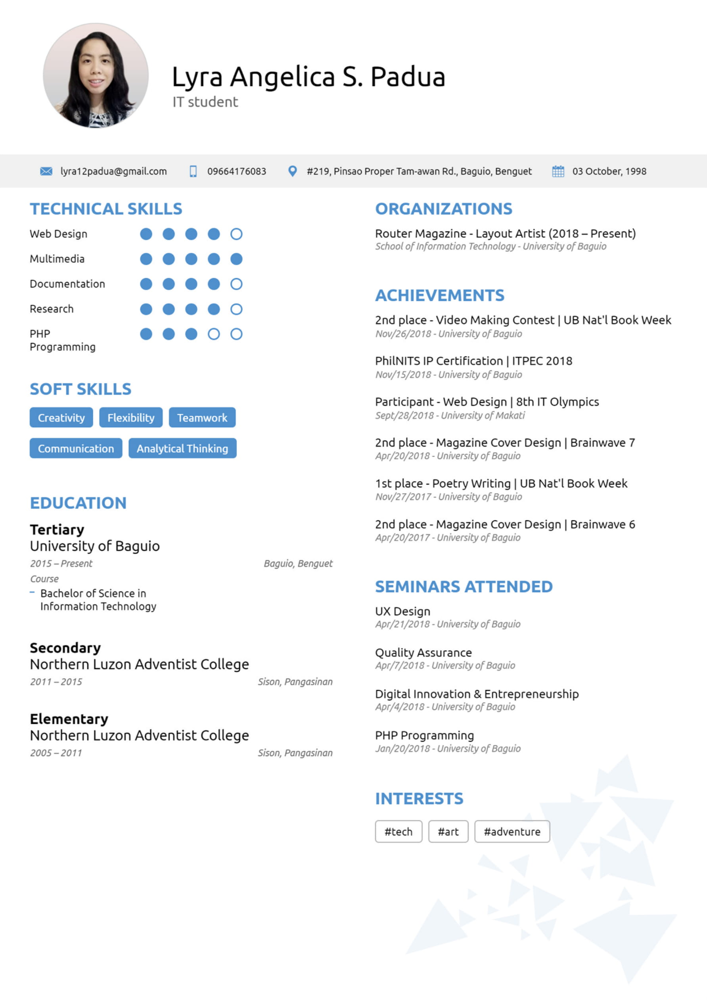 Lyra Angelica S. Padua
IT student
lyra12padua@gmail.com 09664176083 #219, Pinsao Proper Tam-awan Rd., Baguio, Benguet 03 October, 1998
TECHNICAL SKILLS
Web Design
Multimedia
Documentation
Research
PHP
Programming
SOFT SKILLS
Creativity Flexibility Teamwork
Communication Analytical Thinking
EDUCATION
Tertiary
University of Baguio
2015 – Present Baguio, Benguet
Course
– Bachelor of Science in
Information Technology
Secondary
Northern Luzon Adventist College
2011 – 2015 Sison, Pangasinan
Elementary
Northern Luzon Adventist College
2005 – 2011 Sison, Pangasinan
ORGANIZATIONS
Router Magazine - Layout Artist (2018 – Present)
School of Information Technology - University of Baguio
ACHIEVEMENTS
2nd place - Video Making Contest | UB Nat'l Book Week
Nov/26/2018 - University of Baguio
PhilNITS IP Certification | ITPEC 2018
Nov/15/2018 - University of Baguio
Participant - Web Design | 8th IT Olympics
Sept/28/2018 - University of Makati
2nd place - Magazine Cover Design | Brainwave 7
Apr/20/2018 - University of Baguio
1st place - Poetry Writing | UB Nat'l Book Week
Nov/27/2017 - University of Baguio
2nd place - Magazine Cover Design | Brainwave 6
Apr/20/2017 - University of Baguio
SEMINARS ATTENDED
UX Design
Apr/21/2018 - University of Baguio
Quality Assurance
Apr/7/2018 - University of Baguio
Digital Innovation & Entrepreneurship
Apr/4/2018 - University of Baguio
PHP Programming
Jan/20/2018 - University of Baguio
INTERESTS
#tech #art #adventure